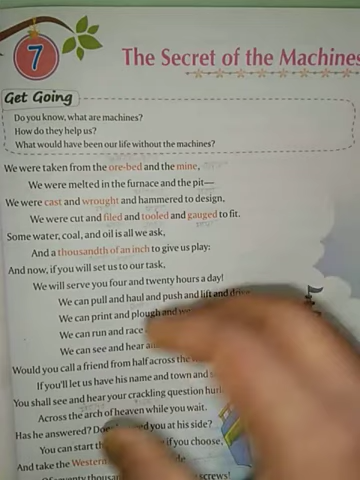 7
The Secret of the Machines
Get Going
Do you know, what are machines?
How do they help us?
What would have been our life without the machines?
We were taken from the ore-bed and the mine,
We were melted in the furnace and the pit—
We were cast and wrought and hammered to design,
We were cut and filed and tooled and gauged to fit.
Some water, coal, and oil is all we ask,
And a thousandth of an inch to give us play:
And now, if you will set us to our task,
We will serve you four and twenty hours a day!
We can pull and haul and push and lift and
We can print and plough and
We can run and race
We can see and hear
Would you call a friend from half across the
If you'll let us have his name and town and
You shall see and hear your crackling question
Across the arch of heaven while you wait.
Has he answered? you at his side?
You can start if you choose,
And take the Western
screws!